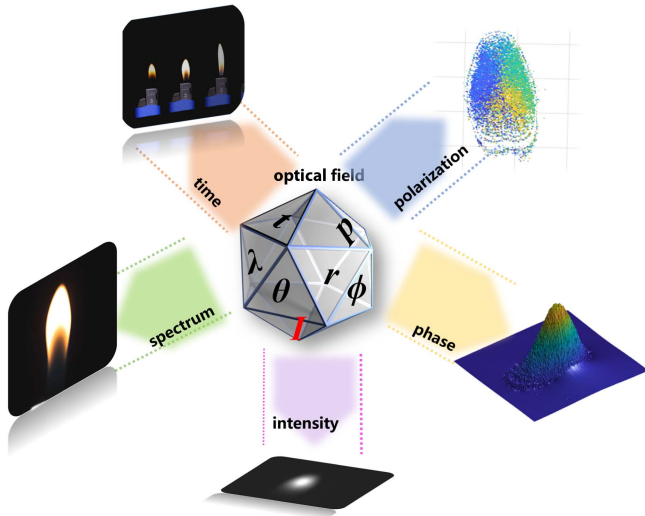 optical field
time
polarization
t
p
λ
θ
r
ϕ
I
spectrum
phase
intensity